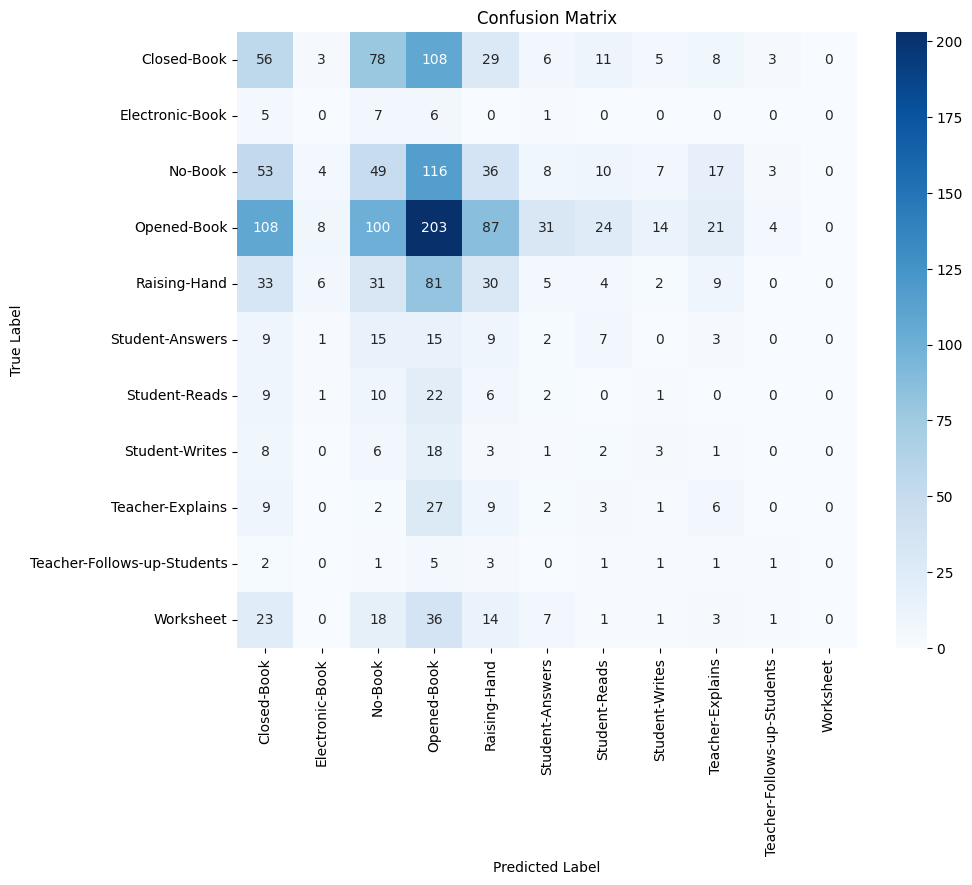 Confusion Matrix
Closed-Book 56 3 78 108 29 6 11 5 8 3 0
Electronic-Book 5 0 7 6 0 1 0 0 0 0 0
No-Book 53 4 49 116 36 8 10 7 17 3 0
Opened-Book 108 8 100 203 87 31 24 14 21 4 0
Raising-Hand 33 6 31 81 30 5 4 2 9 0 0
Student-Answers 9 1 15 15 9 2 7 0 3 0 0
Student-Reads 9 1 10 22 6 2 0 1 0 0 0
Student-Writes 8 0 6 18 3 1 2 3 1 0 0
Teacher-Explains 9 0 2 27 9 2 3 1 6 0 0
Teacher-Follows-up-Students 2 0 1 5 3 0 1 1 1 1 0
Worksheet 23 0 18 36 14 7 1 1 3 1 0
True Label
Closed-Book
Electronic-Book
No-Book
Opened-Book
Raising-Hand
Student-Answers
Student-Reads
Student-Writes
Teacher-Explains
Teacher-Follows-up-Students
Worksheet
Predicted Label
200
175
150
125
100
75
50
25
0